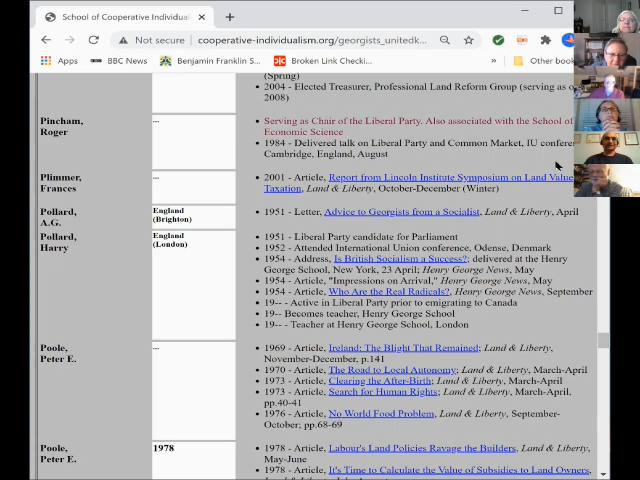 School of Cooperative Individual
Not secure
cooperative-individualism.org/georgists_unitedk...
Apps
BBC News
Benjamin Franklin S...
Broken Link Checki...
»
Other book
(Spring)
2004 - Elected Treasurer, Professional Land Reform Group (serving as o
2008)
Pincham,
Roger
---
Serving as Chair of the Liberal Party. Also associated with the School of
Economic Science
1984 - Delivered talk on Liberal Party and Common Market, IU confere
Cambridge, England, August
Plimmer,
Frances
---
2001 - Article, Report from Lincoln Institute Symposium on Land Value
Taxation, Land & Liberty, October-December (Winter)
Pollard,
A.G.
England
(Brighton)
1951 - Letter, Advice to Georgists from a Socialist, Land & Liberty, April
Pollard,
Harry
England
(London)
1951 - Liberal Party candidate for Parliament
1952 - Attended International Union conference, Odense, Denmark
1954 - Address, Is British Socialism a Success?; delivered at the Henry
George School, New York, 23 April; Henry George News, May
1954 - Article, "Impressions on Arrival," Henry George News, May
1954 - Article, Who Are the Real Radicals?, Henry George News, September
19-- - Active in Liberal Party prior to emigrating to Canada
19-- - Becomes teacher, Henry George School
19-- - Teacher at Henry George School, London
Poole,
Peter E.
---
1969 - Article, Ireland: The Blight That Remained; Land & Liberty,
November-December, p.141
1970 - Article, The Road to Local Autonomy; Land & Liberty, March-April
1973 - Article, Clearing the After-Birth; Land & Liberty, March-April
1973 - Article, Search for Human Rights; Land & Liberty, March-April,
pp.40-41
1976 - Article, No World Food Problem, Land & Liberty, September-
October; pp.68-69
Poole,
Peter E.
1978
1978 - Article, Labour's Land Policies Ravage the Builders, Land & Liberty,
May-June
1978 - Article, It's Time to Calculate the Value of Subsidies to Land Owners,